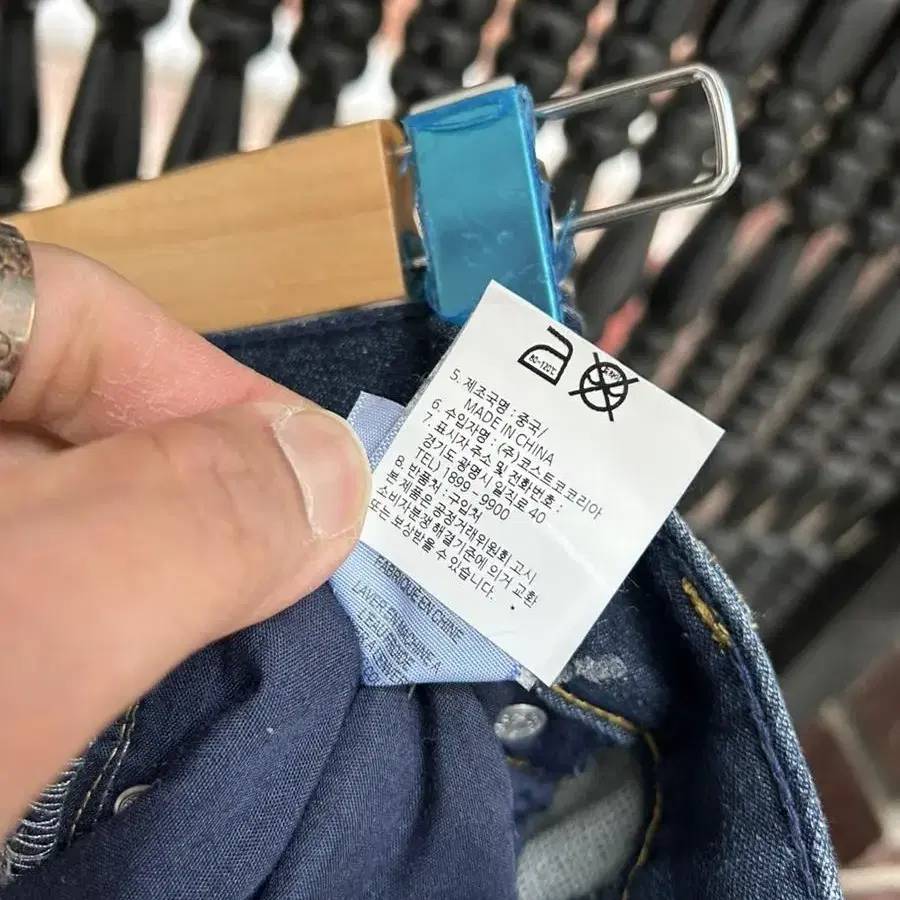 80~120℃
5. 제조국명 : 중국/
MADE IN CHINA
6. 수입자명 : (주)코스트코코리아
7. 표시자 주소 및 전화번호 :
경기도 광명시 일직로 40
TEL) 1899 - 9900
8. 반품처 : 구입처
본 제품은 공정거래위원회 고시
소비자분쟁해결기준에 의거 교환
또는 보상받을 수 있습니다.
FABRIQUE EN CHINE
LAVER EN MACHINE À